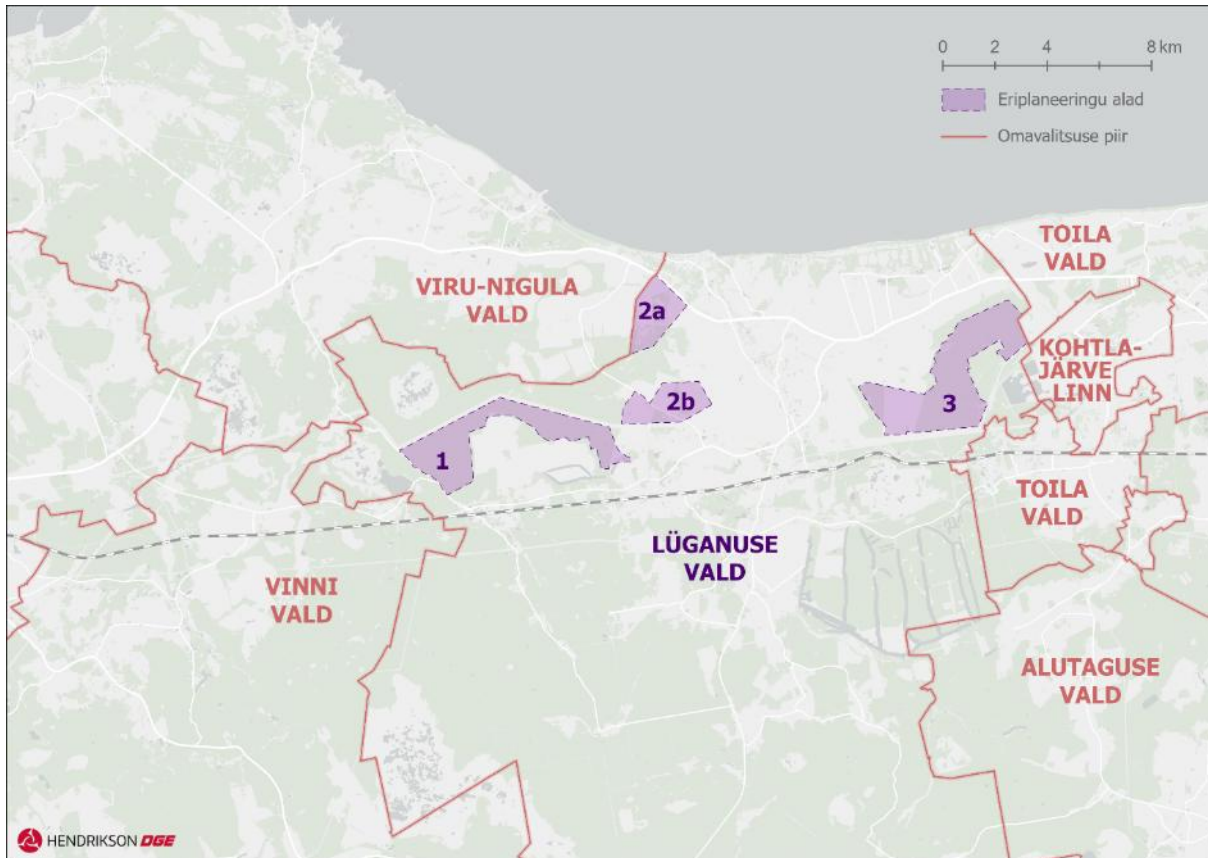 0 2 4 8 km
Eriplaneeringu alad
Omavalitsuse piir
TOILA
VALD
VIRU-NIGULA
VALD
2a
KOHTLA-
JÄRVE
LINN
2b
3
1
TOILA
VALD
LÜGANUSE
VALD
VINNI
VALD
ALUTAGUSE
VALD
HENDRIKSON DGE